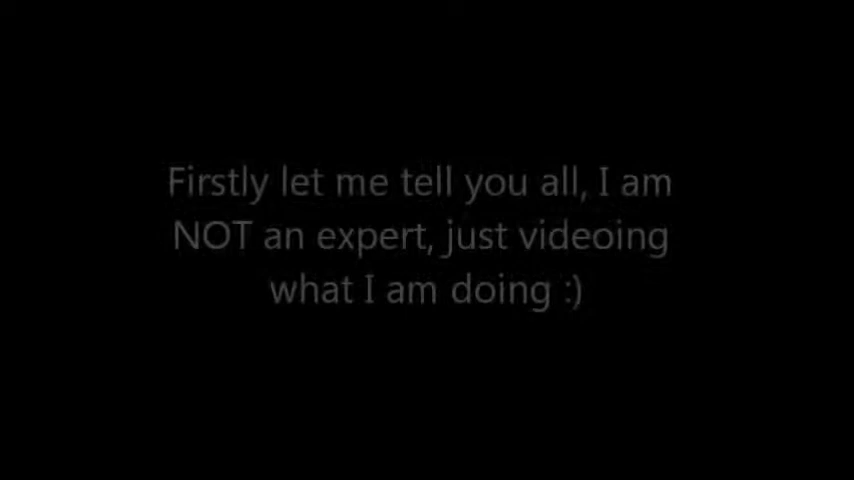 Firstly let me tell you all, I am
NOT an expert, just videoing
what I am doing :)